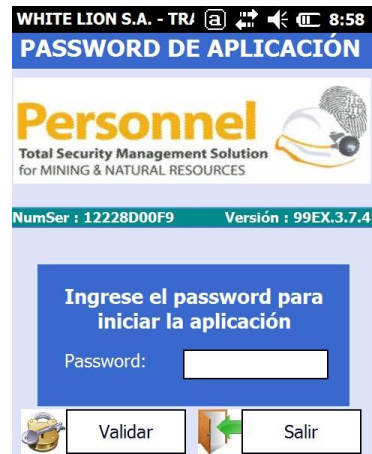 WHITE LION S.A. - TRA a 8:58
PASSWORD DE APLICACIÓN
Personnel
Total Security Management Solution
for MINING & NATURAL RESOURCES
NumSer : 12228D00F9 Versión : 99EX.3.7.4
Ingrese el password para
iniciar la aplicación
Password:
Validar Salir